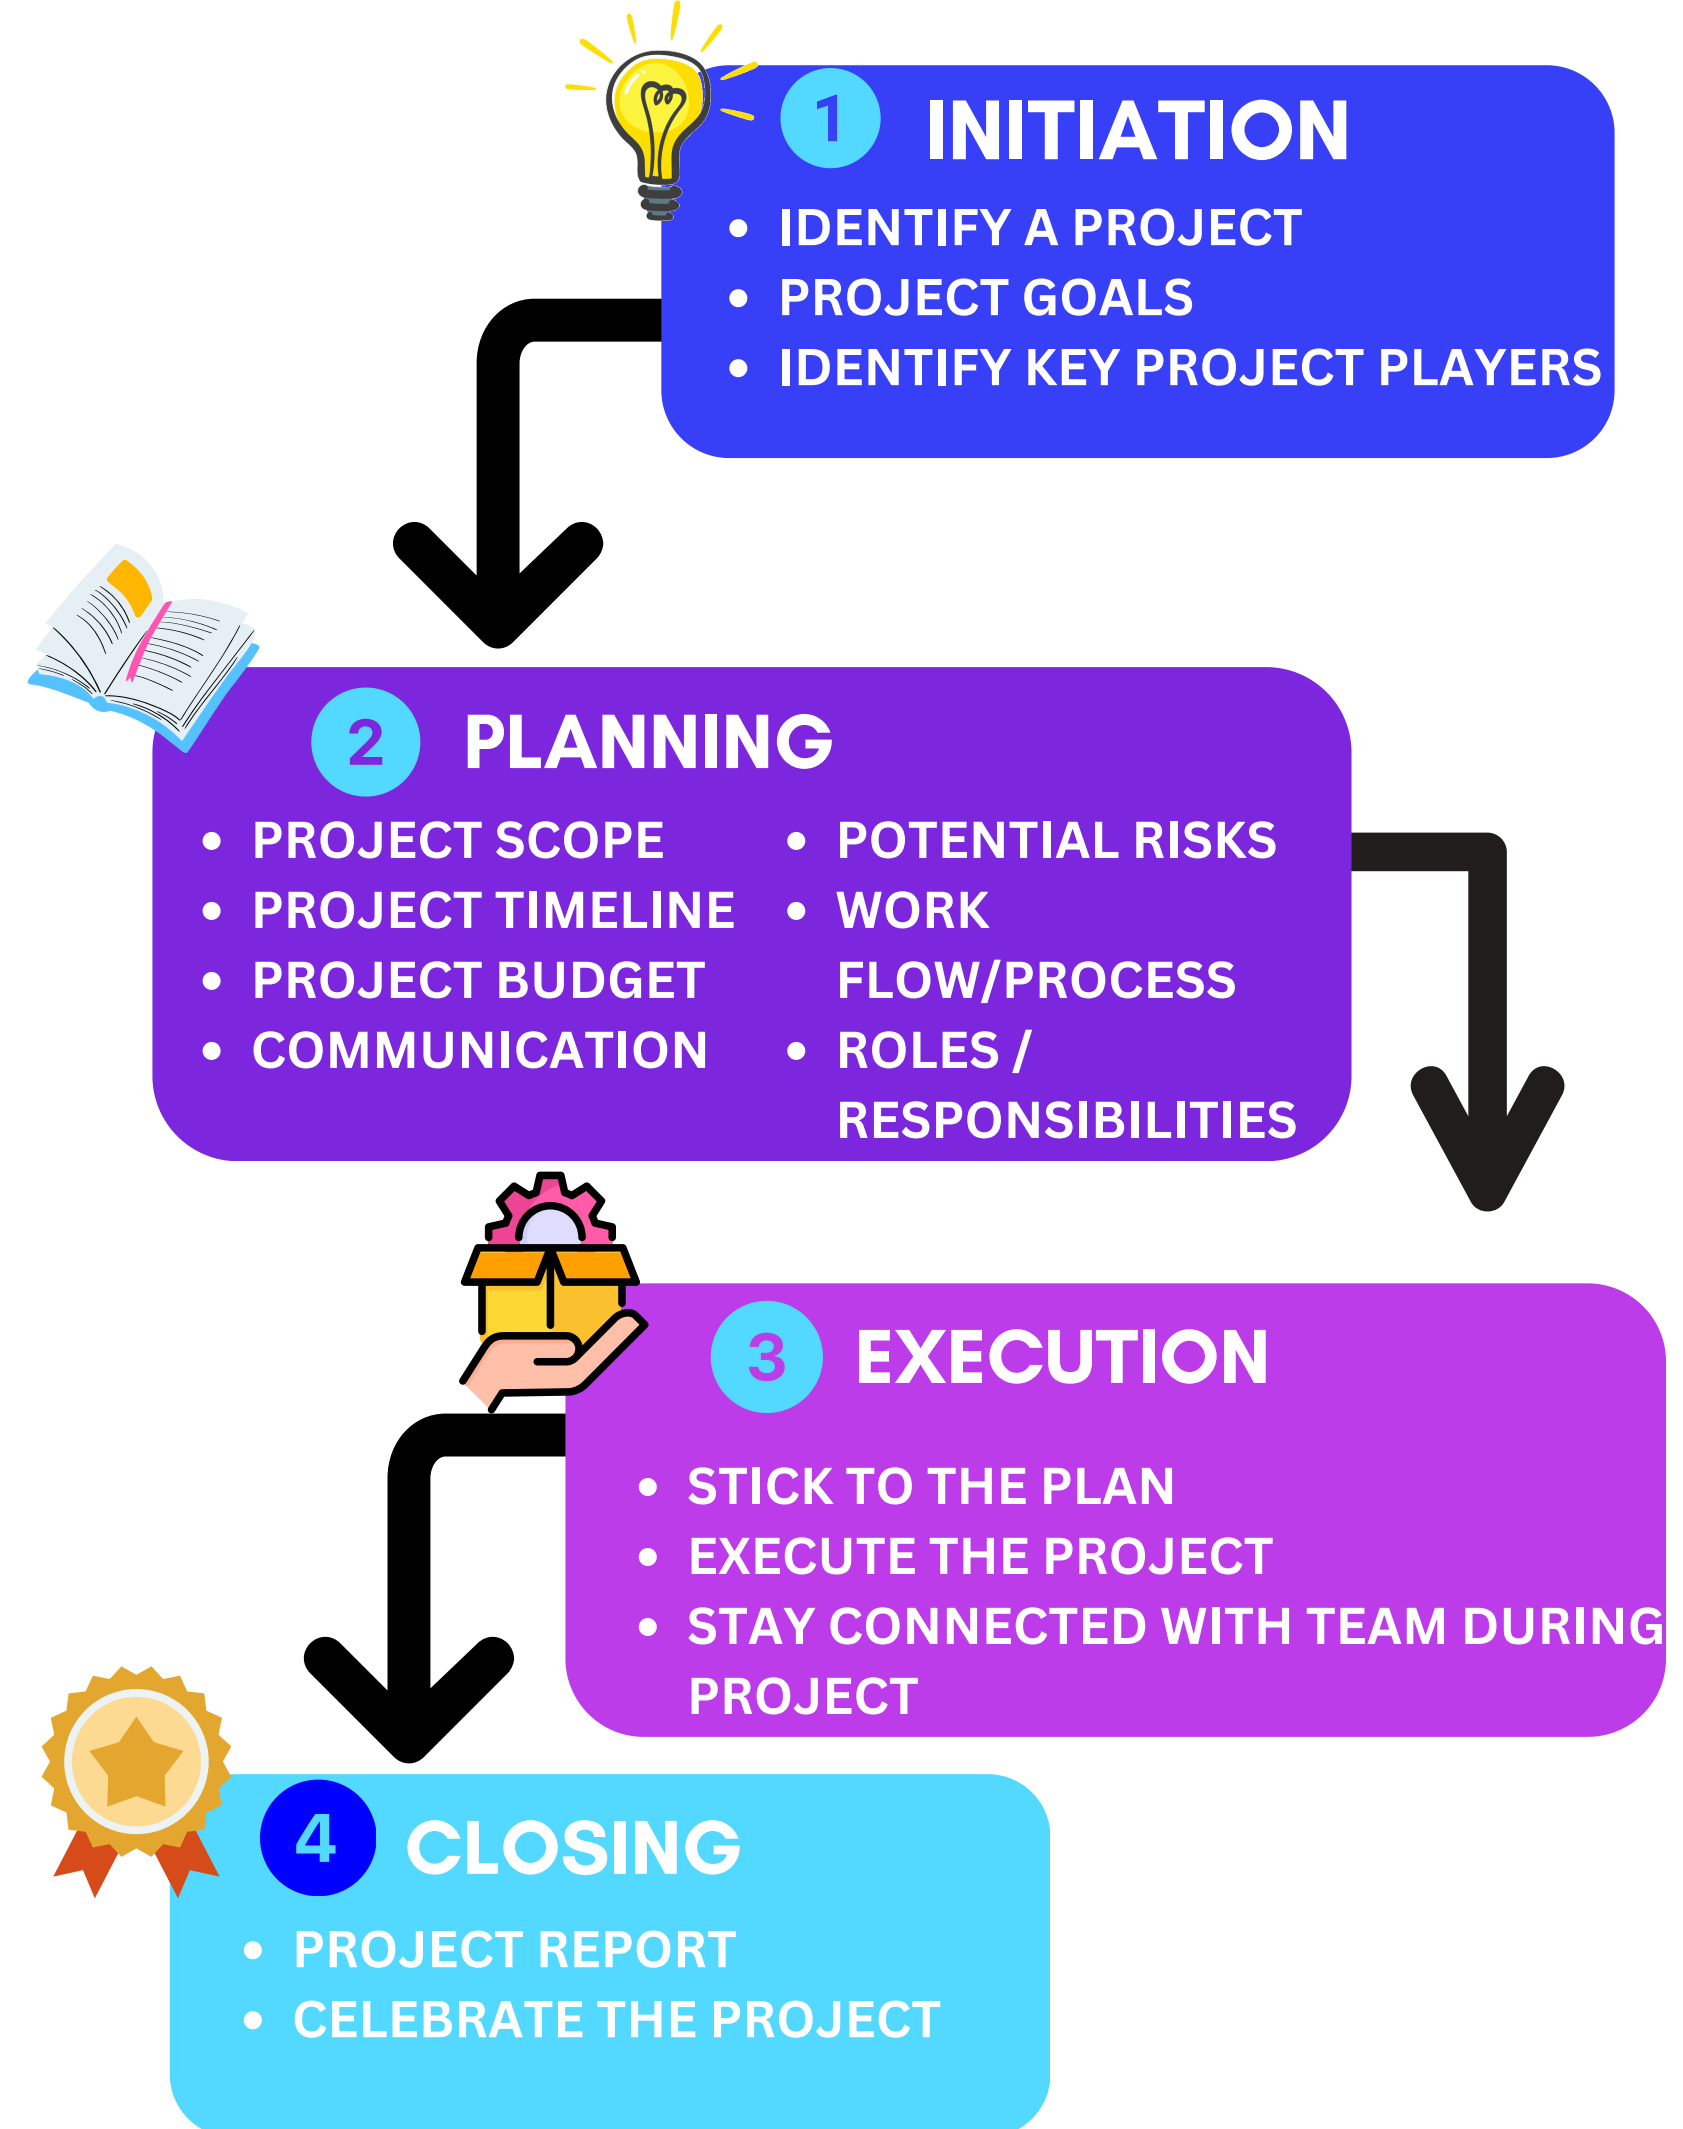 1
INITIATION
IDENTIFY A PROJECT
PROJECT GOALS
IDENTIFY KEY PROJECT PLAYERS
2
PLANNING
PROJECT SCOPE
PROJECT TIMELINE
PROJECT BUDGET
COMMUNICATION
POTENTIAL RISKS
WORK
FLOW/PROCESS
ROLES /
RESPONSIBILITIES
3
EXECUTION
STICK TO THE PLAN
EXECUTE THE PROJECT
STAY CONNECTED WITH TEAM DURING
PROJECT
4
CLOSING
PROJECT REPORT
CELEBRATE THE PROJECT